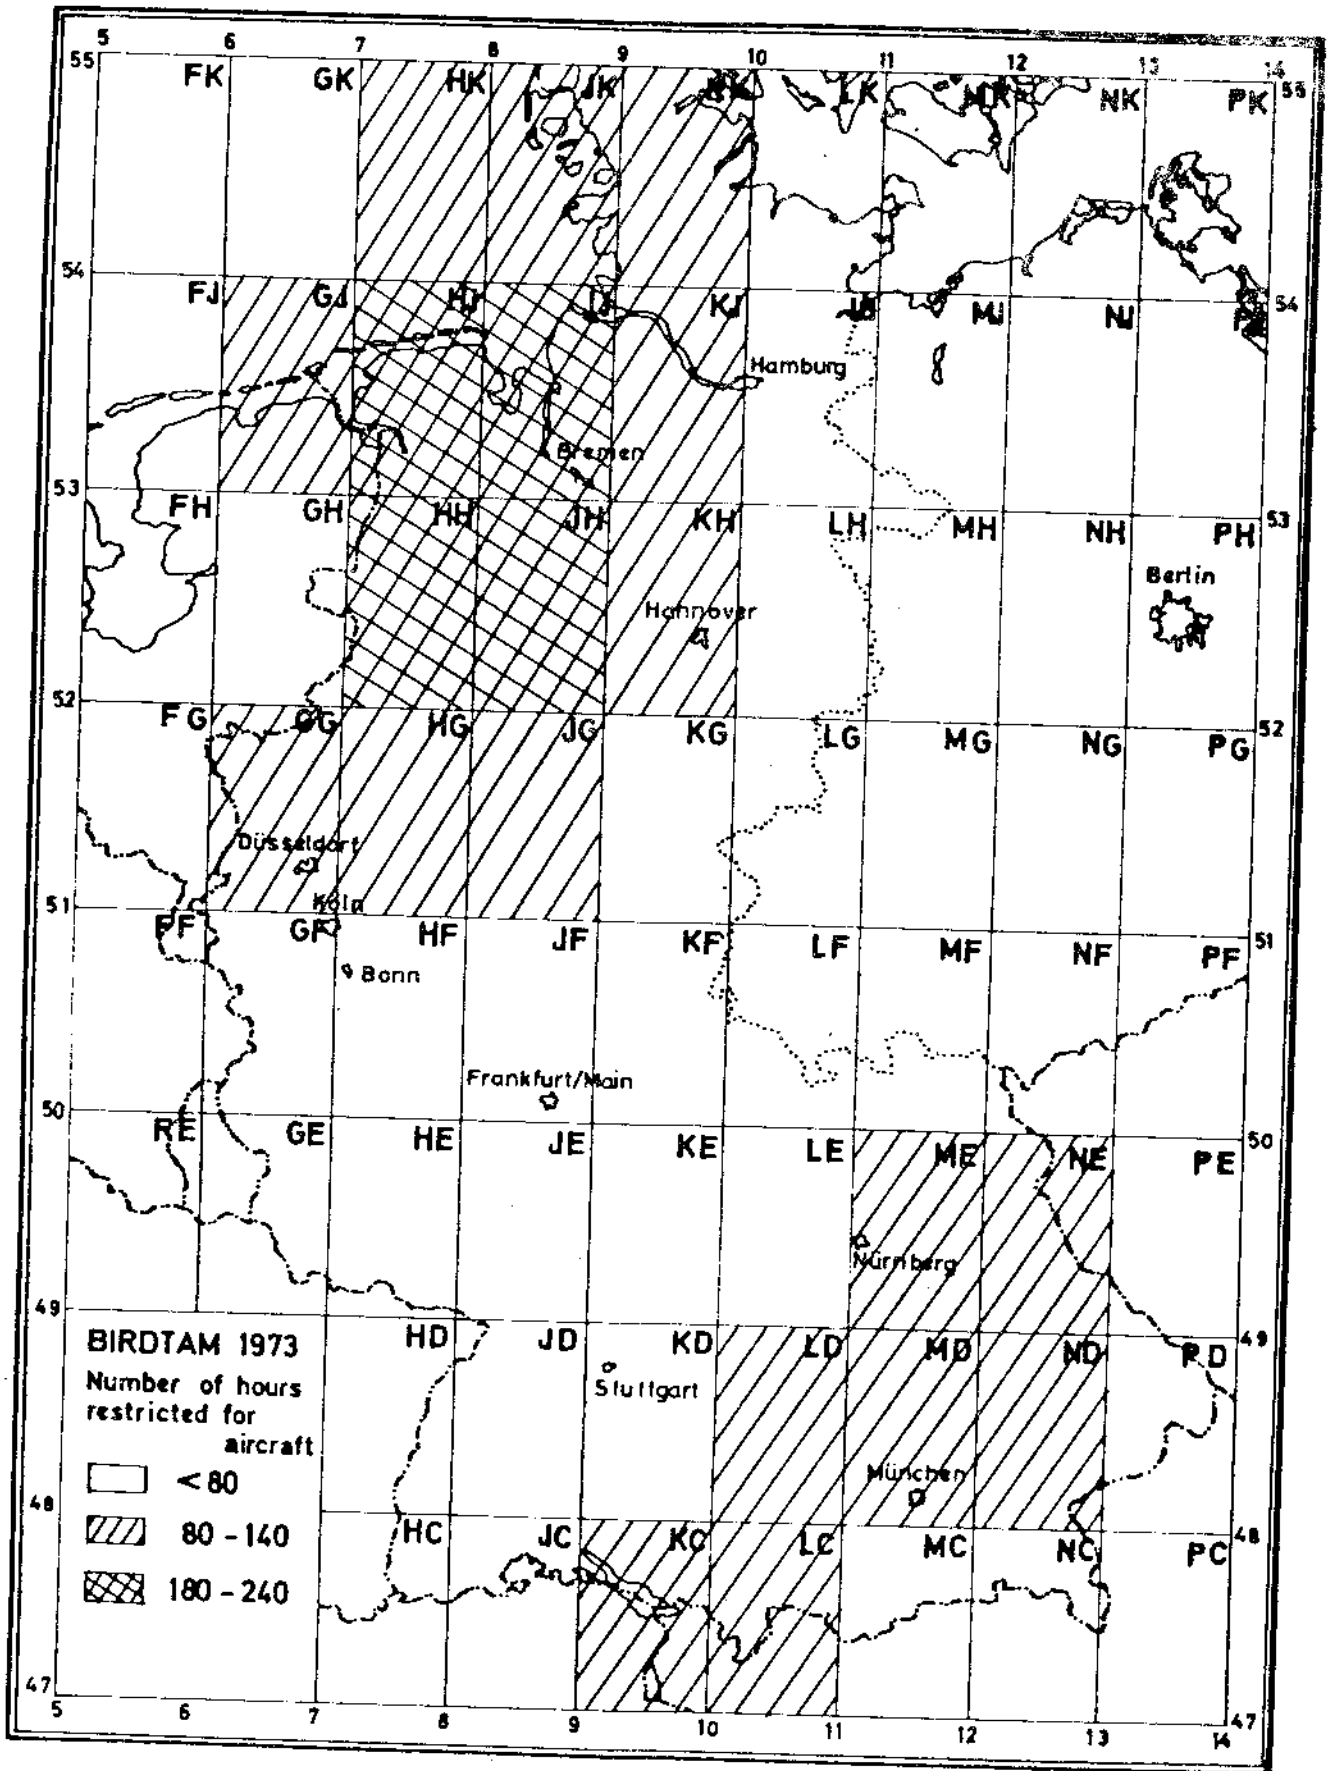 5 6 7 8 9 10 11 12 13 14
55 FK GK HK JK LK MK NK PK 55
54 FJ GJ HJ KJ MJ NJ 54
Hamburg
Bremen
53 FH GH HH JH KH LH MH NH PH 53
Berlin
Hannover
52 FG GG HG JG KG LG MG NG PG 52
Düsseldorf
Köln
51 FF GF HF JF KF LF MF NF PF 51
Bonn
Frankfurt/Main
50 RE GE HE JE KE LE ME NE PE 50
Nürnberg
49 HD JD KD LD MD ND PD 49
BIRDTAM 1973
Number of hours
restricted for
aircraft
Stuttgart
< 80
München
48 HC JC KC LC MC NC PC 48
80 - 140
180 - 240
47 47
5 6 7 8 9 10 11 12 13 14